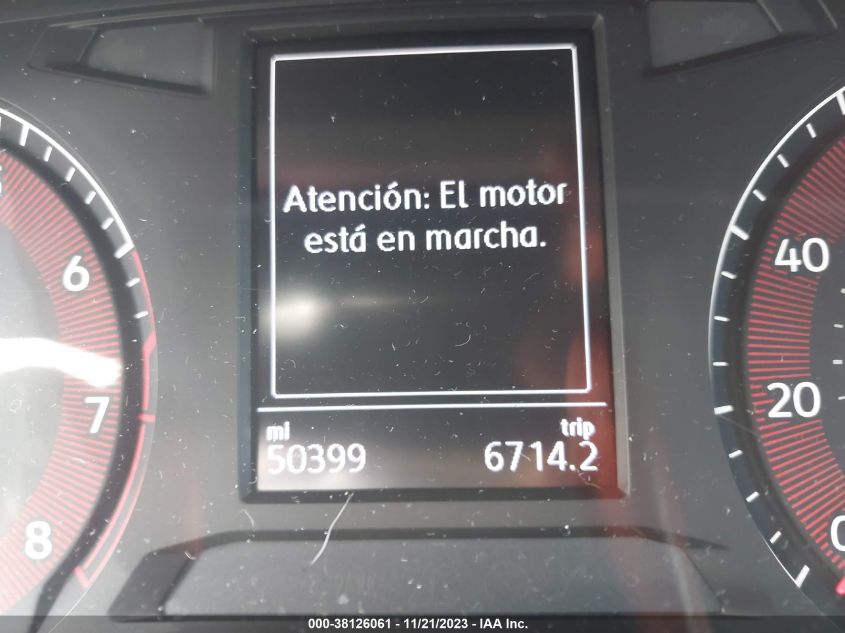 Atención: El motor
está en marcha.
mi trip
50399 6714.2
6
7
8
40
20
0
000-38126061 - 11/21/2023 - IAA Inc.